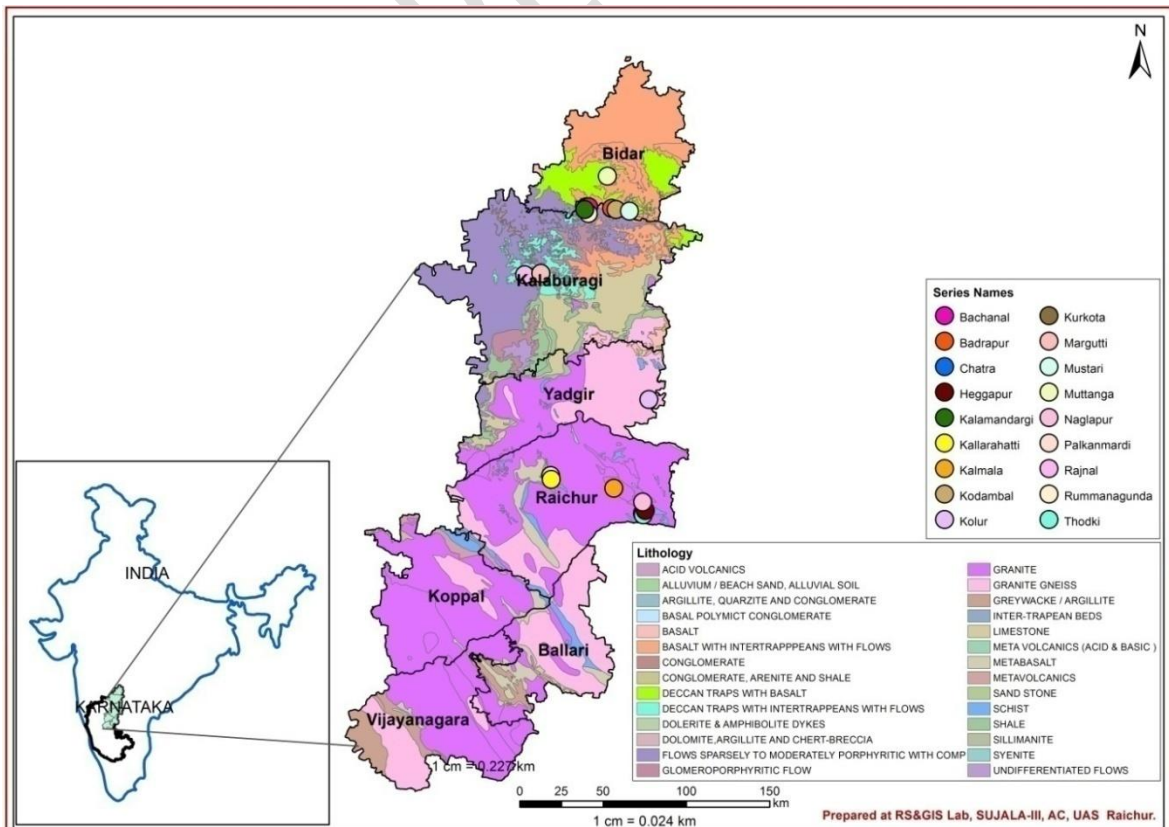 N
Bidar
Kalaburagi
Yadgir
Raichur
Koppal
Ballari
Vijayanagara
INDIA
KARNATAKA
Series Names
Bachanal
Badrapur
Chatra
Heggapur
Kalamandargi
Kallarahatti
Kalmala
Kodambal
Kolur
Kurkota
Margutti
Mustari
Muttanga
Naglapur
Palkanmardi
Rajnal
Rummanagunda
Thodki
Lithology
ACID VOLCANICS
ALLUVIUM / BEACH SAND, ALLUVIAL SOIL
ARGILLITE, QUARZITE AND CONGLOMERATE
BASAL POLYMICT CONGLOMERATE
BASALT
BASALT WITH INTERTRAPPPEANS WITH FLOWS
CONGLOMERATE
CONGLOMERATE, ARENITE AND SHALE
DECCAN TRAPS WITH BASALT
DECCAN TRAPS WITH INTERTRAPPEANS WITH FLOWS
DOLERITE & AMPHIBOLITE DYKES
DOLOMITE,ARGILLITE AND CHERT-BRECCIA
FLOWS SPARSELY TO MODERATELY PORPHYRITIC WITH COMP
GLOMEROPORPHYRITIC FLOW
GRANITE
GRANITE GNEISS
GREYWACKE / ARGILLITE
INTER-TRAPEAN BEDS
LIMESTONE
META VOLCANICS (ACID & BASIC )
METABASALT
METAVOLCANICS
SAND STONE
SCHIST
SHALE
SILLIMANITE
SYENITE
UNDIFFERENTIATED FLOWS
1 cm = 0.227 km
0 50 100 150
km
1 cm = 0.024 km
Prepared at RS&GIS Lab, SUJALA-III, AC, UAS Raichur.